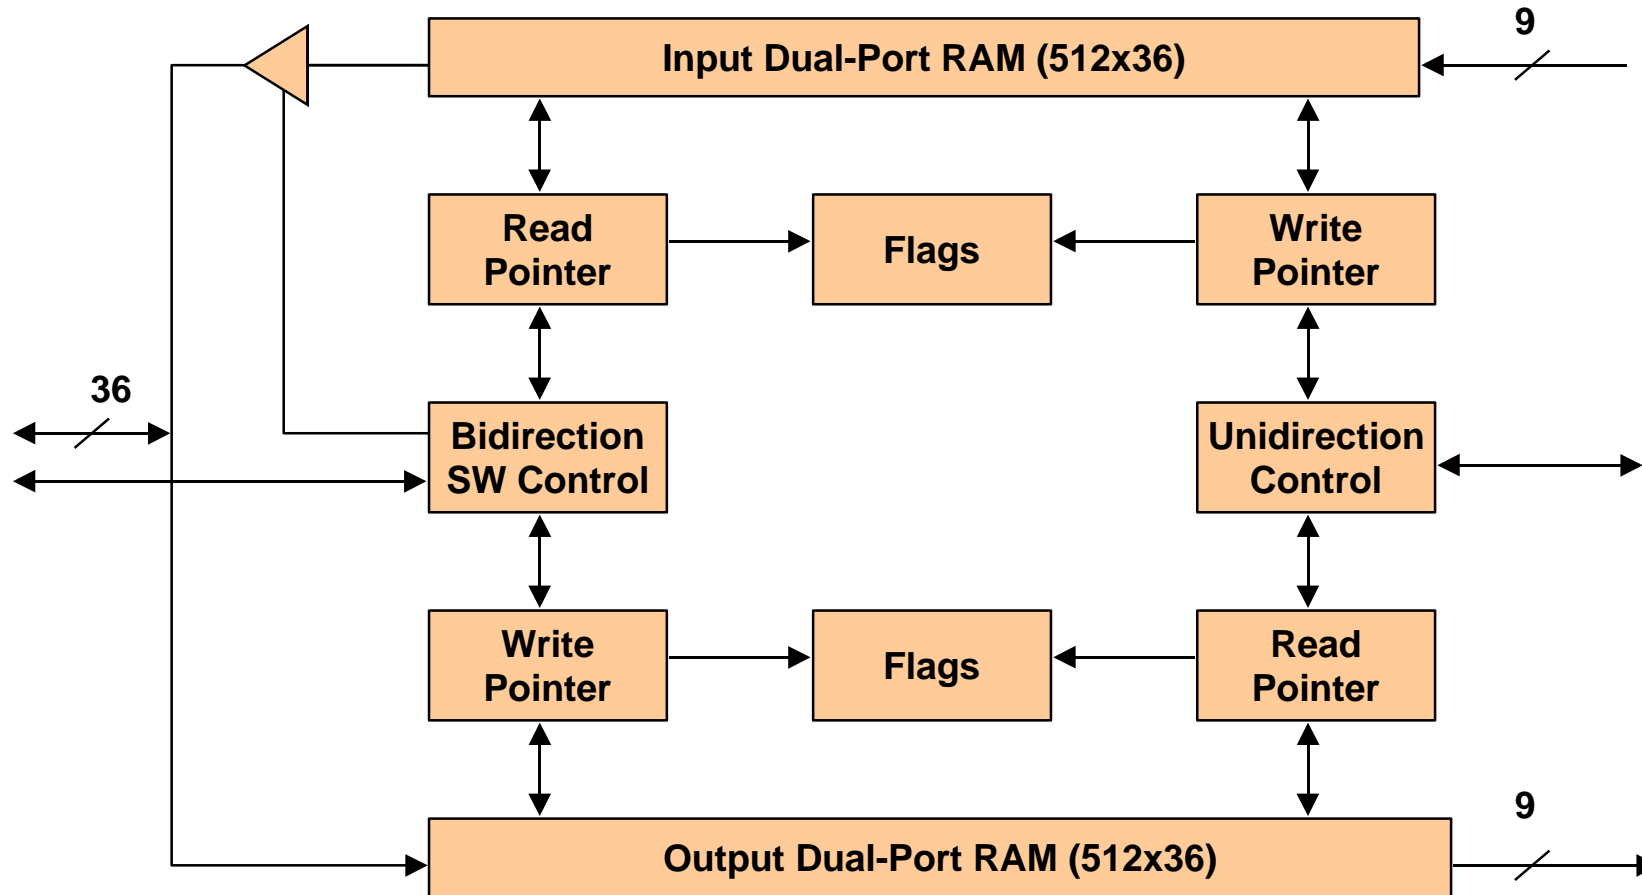 9
Input Dual-Port RAM (512x36)
Read
Pointer
Flags
Write
Pointer
36
Bidirection
SW Control
Unidirection
Control
Write
Pointer
Flags
Read
Pointer
9
Output Dual-Port RAM (512x36)